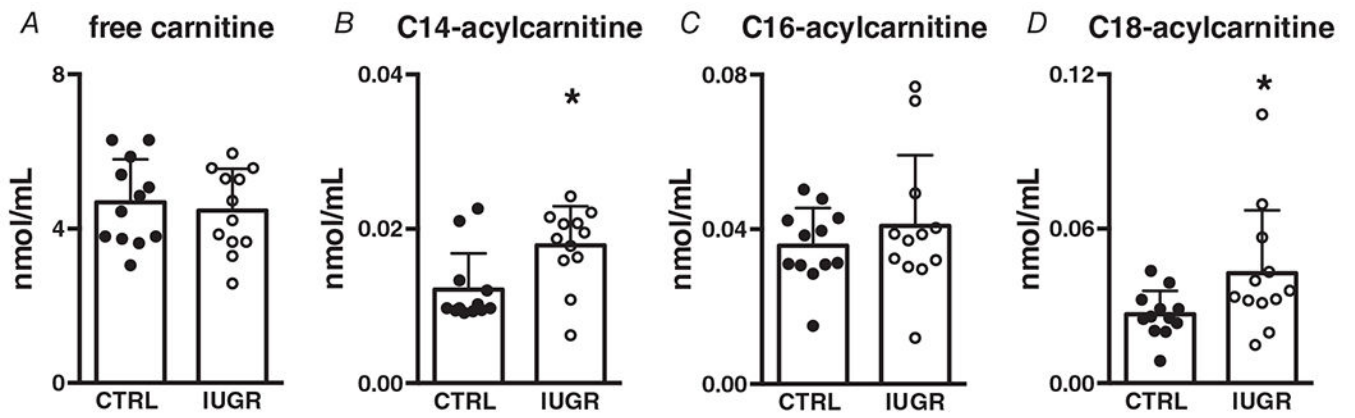 A free carnitine
8
4
0
nmol/mL
CTRL IUGR
B C14-acylcarnitine
0.04
0.02
0.00
nmol/mL
*
CTRL IUGR
C C16-acylcarnitine
0.08
0.04
0.00
nmol/mL
CTRL IUGR
D C18-acylcarnitine
0.12
0.06
0.00
nmol/mL
*
CTRL IUGR